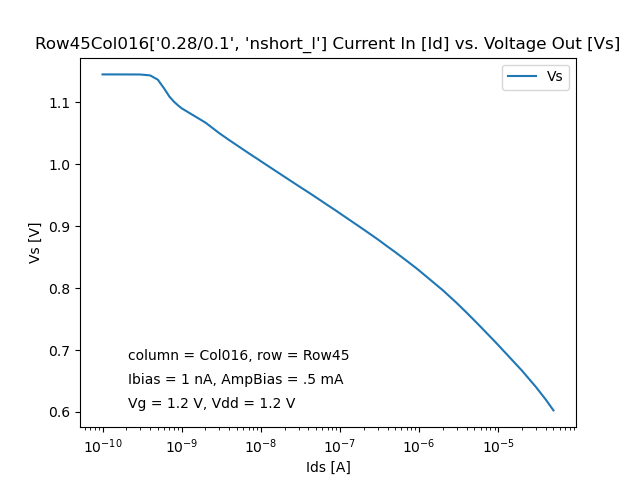 Row45Col016['0.28/0.1', 'nshort_l'] Current In [Id] vs. Voltage Out [Vs]
Vs
1.1
1.0
0.9
0.8
0.7
0.6
Vs [V]
column = Col016, row = Row45
Ibias = 1 nA, AmpBias = .5 mA
Vg = 1.2 V, Vdd = 1.2 V
10⁻¹⁰ 10⁻⁹ 10⁻⁸ 10⁻⁷ 10⁻⁶ 10⁻⁵
Ids [A]